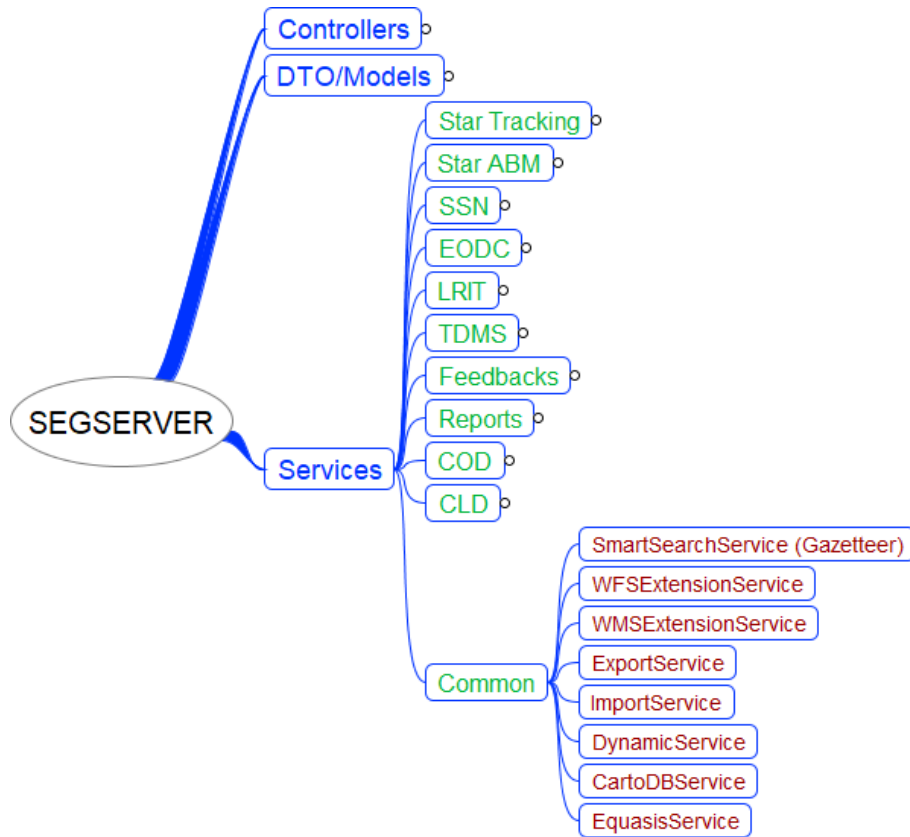 Controllers
DTO/Models
Star Tracking
Star ABM
SSN
EODC
LRIT
TDMS
Feedbacks
SEGSERVER
Reports
Services
COD
CLD
SmartSearchService (Gazetteer)
WFSExtensionService
WMSExtensionService
ExportService
Common
ImportService
DynamicService
CartoDBService
EquasisService